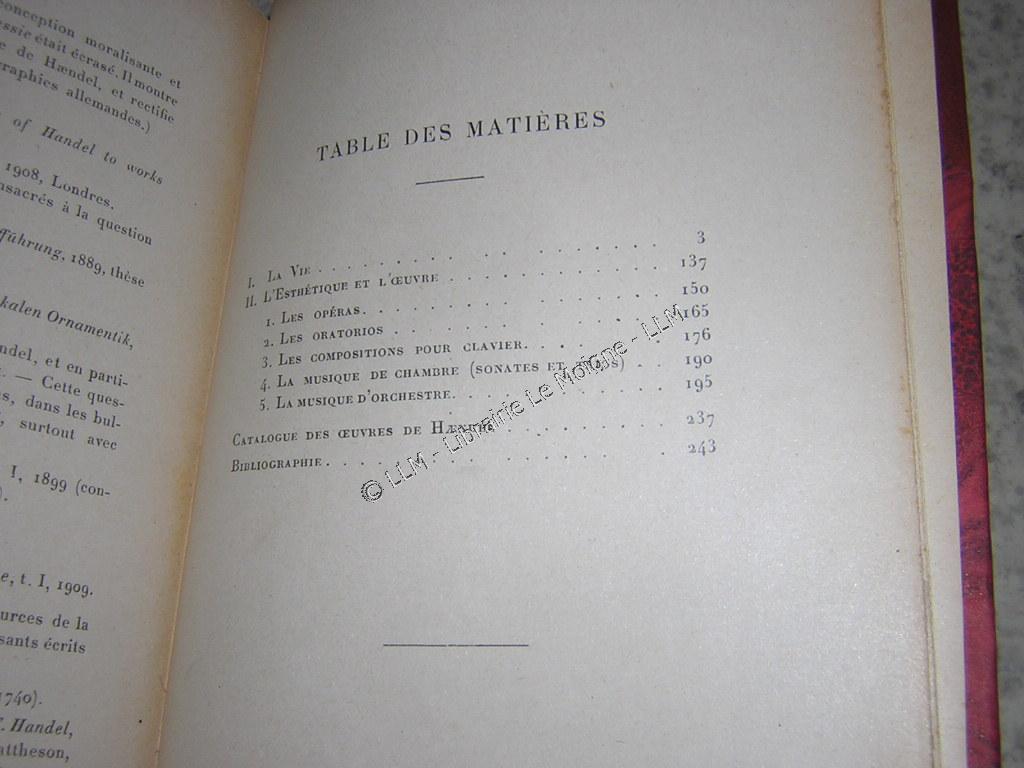 conception moralisante et
essie était écrasé. Il montre
de Hændel, et rectifie
raphies allemandes.)
of Handel to works
1908, Londres.
nsacrés à la question
fführung, 1889, thèse
kalen Ornamentik,
ndel, et en parti-
. — Cette ques-
s, dans les bul-
, surtout avec
I, 1899 (con-
).
e, t. I, 1909.
urces de la
sants écrits
1740).
f. Handel,
attheson,
TABLE DES MATIÈRES
I. LA VIE . . . . . . . . . . . . . . 3
II. L'ESTHÉTIQUE ET L'ŒUVRE . . . . . . . . . . 137
1. LES OPÉRAS. . . . . . . . . . . . . 150
2. LES ORATORIOS . . . . . . . . . . . 165
3. LES COMPOSITIONS POUR CLAVIER. . . . . . 176
4. LA MUSIQUE DE CHAMBRE (SONATES ET TRIOS) . . 190
5. LA MUSIQUE D'ORCHESTRE. . . . . . . . . 195
CATALOGUE DES ŒUVRES DE HÆNDEL . . . . . . . . . 237
BIBLIOGRAPHIE. . . . . . . . . . . . . . 243
© LLM - Librairie Le Moigne - LLM